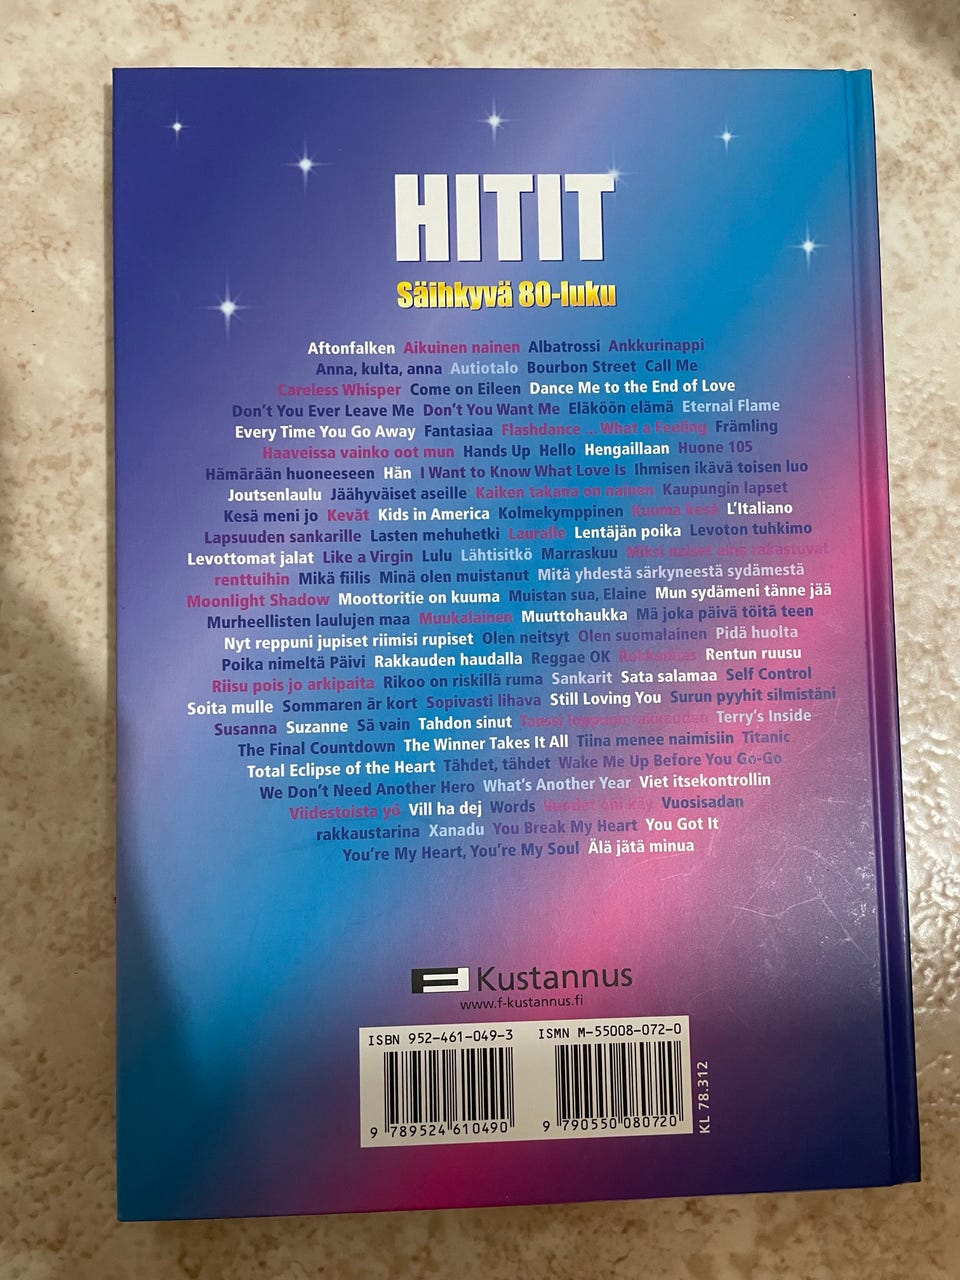 HITIT
Säihkyvä 80-luku
Aftonfalken Aikuinen nainen Albatrossi Ankkurinappi
Anna, kulta, anna Autiotalo Bourbon Street Call Me
Careless Whisper Come on Eileen Dance Me to the End of Love
Don't You Ever Leave Me Don't You Want Me Eläköön elämä Eternal Flame
Every Time You Go Away Fantasiaa Flashdance ... What a Feeling Främling
Haaveissa vainko oot mun Hands Up Hello Hengaillaan Huone 105
Hämärään huoneeseen Hän I Want to Know What Love Is Ihmisen ikävä toisen luo
Joutsenlaulu Jäähyväiset aseille Kaiken takana on nainen Kaupungin lapset
Kesä meni jo Kevät Kids in America Kolmekymppinen Kuuma kesä L'Italiano
Lapsuuden sankarille Lasten mehuhetki Lauralle Lentäjän poika Levoton tuhkimo
Levottomat jalat Like a Virgin Lulu Lähtisitkö Marraskuu Miksi naiset aina rakastuvat
renttuihin Mikä fiilis Minä olen muistanut Mitä yhdestä särkyneestä sydämestä
Moonlight Shadow Moottoritie on kuuma Muistan sua, Elaine Mun sydämeni tänne jää
Murheellisten laulujen maa Muukalainen Muuttohaukka Mä joka päivä töitä teen
Nyt reppuni jupiset riimisi rupiset Olen neitsyt Olen suomalainen Pidä huolta
Poika nimeltä Päivi Rakkauden haudalla Reggae OK Rentun ruusu
Riisu pois jo arkipaita Rikoo on riskillä ruma Sankarit Sata salamaa Self Control
Soita mulle Sommaren är kort Sopivasti lihava Still Loving You Surun pyyhit silmistäni
Susanna Suzanne Sä vain Tahdon sinut Tanssi loppuun rakkauden Terry's Inside
The Final Countdown The Winner Takes It All Tiina menee naimisiin Titanic
Total Eclipse of the Heart Tähdet, tähdet Wake Me Up Before You Go-Go
We Don't Need Another Hero What's Another Year Viet itsekontrollin
Viidestoista yö Vill ha dej Words Vuodet ohi käy Vuosisadan
rakkaustarina Xanadu You Break My Heart You Got It
You're My Heart, You're My Soul Älä jätä minua
Kustannus
www.f-kustannus.fi
ISBN 952-461-049-3 ISMN M-55008-072-0
9 789524 610490 9 790550 080720
KL 78.312